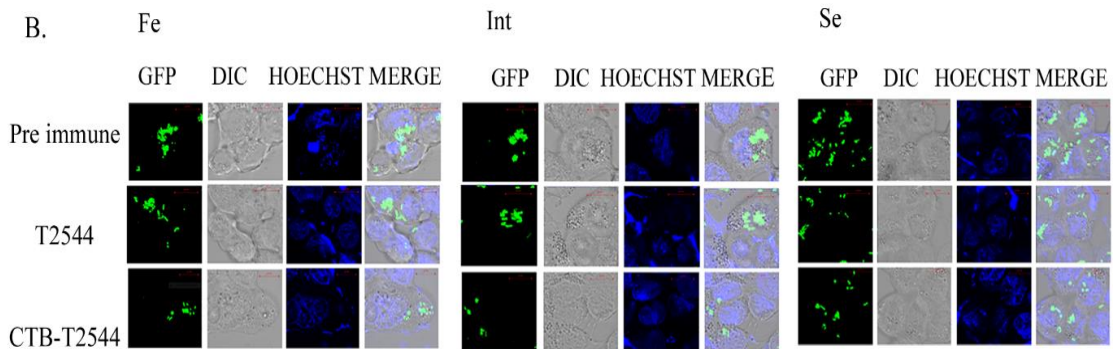 B. Fe Int Se
GFP DIC HOECHST MERGE GFP DIC HOECHST MERGE GFP DIC HOECHST MERGE
Pre immune
T2544
CTB-T2544